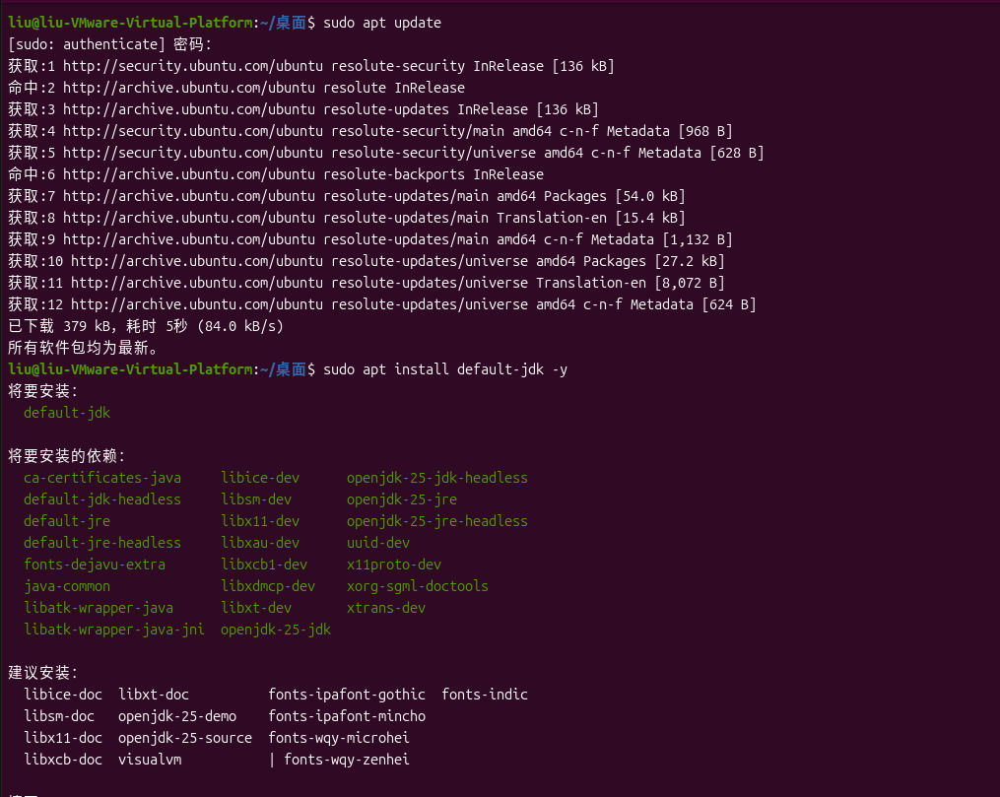 liu@liu-VMware-Virtual-Platform:~/桌面$ sudo apt update
[sudo: authenticate] 密码：
获取:1 http://security.ubuntu.com/ubuntu resolute-security InRelease [136 kB]
命中:2 http://archive.ubuntu.com/ubuntu resolute InRelease
获取:3 http://archive.ubuntu.com/ubuntu resolute-updates InRelease [136 kB]
获取:4 http://security.ubuntu.com/ubuntu resolute-security/main amd64 c-n-f Metadata [968 B]
获取:5 http://security.ubuntu.com/ubuntu resolute-security/universe amd64 c-n-f Metadata [628 B]
命中:6 http://archive.ubuntu.com/ubuntu resolute-backports InRelease
获取:7 http://archive.ubuntu.com/ubuntu resolute-updates/main amd64 Packages [54.0 kB]
获取:8 http://archive.ubuntu.com/ubuntu resolute-updates/main Translation-en [15.4 kB]
获取:9 http://archive.ubuntu.com/ubuntu resolute-updates/main amd64 c-n-f Metadata [1,132 B]
获取:10 http://archive.ubuntu.com/ubuntu resolute-updates/universe amd64 Packages [27.2 kB]
获取:11 http://archive.ubuntu.com/ubuntu resolute-updates/universe Translation-en [8,072 B]
获取:12 http://archive.ubuntu.com/ubuntu resolute-updates/universe amd64 c-n-f Metadata [624 B]
已下载 379 kB，耗时 5秒 (84.0 kB/s)
所有软件包均为最新。
liu@liu-VMware-Virtual-Platform:~/桌面$ sudo apt install default-jdk -y
将要安装：
  default-jdk

将要安装的依赖：
  ca-certificates-java     libice-dev      openjdk-25-jdk-headless
  default-jdk-headless     libsm-dev       openjdk-25-jre
  default-jre              libx11-dev      openjdk-25-jre-headless
  default-jre-headless     libxau-dev      uuid-dev
  fonts-dejavu-extra       libxcb1-dev     x11proto-dev
  java-common              libxdmcp-dev    xorg-sgml-doctools
  libatk-wrapper-java      libxt-dev       xtrans-dev
  libatk-wrapper-java-jni  openjdk-25-jdk

建议安装：
  libice-doc  libxt-doc          fonts-ipafont-gothic  fonts-indic
  libsm-doc   openjdk-25-demo    fonts-ipafont-mincho
  libx11-doc  openjdk-25-source  fonts-wqy-microhei
  libxcb-doc  visualvm           | fonts-wqy-zenhei